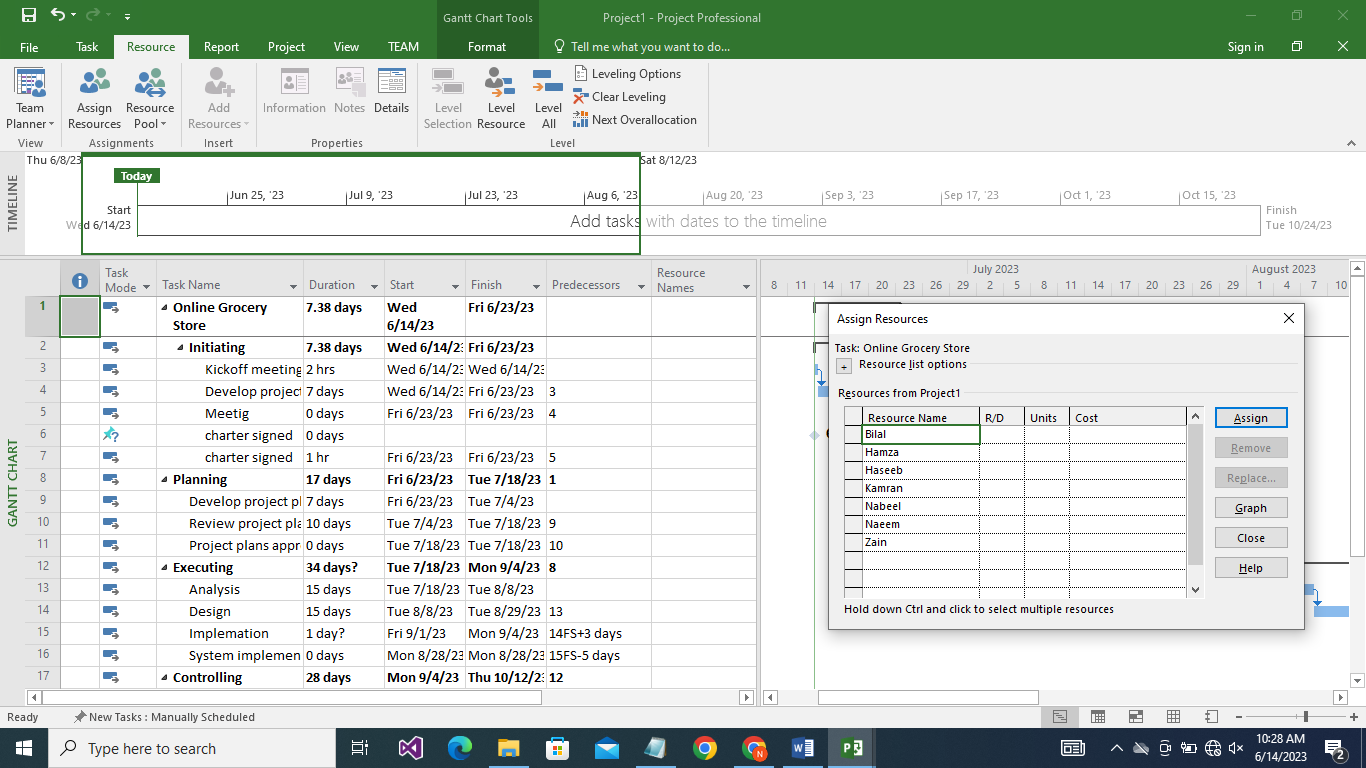 Gantt Chart Tools
Project1 - Project Professional
File Task Resource Report Project View TEAM Format Tell me what you want to do... Sign in
Team Planner
Assign Resources
Resource Pool
Add Resources
Information
Notes
Details
Level Selection
Level Resource
Level All
Leveling Options
Clear Leveling
Next Overallocation
View Assignments Insert Properties Level
TIMELINE
Thu 6/8/23
Sat 8/12/23
Today
Jun 25, '23 Jul 9, '23 Jul 23, '23 Aug 6, '23 Aug 20, '23 Sep 3, '23 Sep 17, '23 Oct 1, '23 Oct 15, '23
Start
Wed 6/14/23
Add tasks with dates to the timeline
Finish
Tue 10/24/23
GANTT CHART
Task Mode Task Name Duration Start Finish Predecessors Resource Names
July 2023 August 2023
8 11 14 17 20 23 26 29 2 5 8 11 14 17 20 23 26 29 1 4 7 10
1 Online Grocery Store 7.38 days Wed 6/14/23 Fri 6/23/23
2 Initiating 7.38 days Wed 6/14/23 Fri 6/23/23
3 Kickoff meeting 2 hrs Wed 6/14/23 Wed 6/14/23
4 Develop project 7 days Wed 6/14/23 Fri 6/23/23 3
5 Meetig 0 days Fri 6/23/23 Fri 6/23/23 4
6 charter signed 0 days
7 charter signed 1 hr Fri 6/23/23 Fri 6/23/23 5
8 Planning 17 days Fri 6/23/23 Tue 7/18/23 1
9 Develop project pl 7 days Fri 6/23/23 Tue 7/4/23
10 Review project pla 10 days Tue 7/4/23 Tue 7/18/23 9
11 Project plans appr 0 days Tue 7/18/23 Tue 7/18/23 10
12 Executing 34 days? Tue 7/18/23 Mon 9/4/23 8
13 Analysis 15 days Tue 7/18/23 Tue 8/8/23
14 Design 15 days Tue 8/8/23 Tue 8/29/23 13
15 Implemation 1 day? Fri 9/1/23 Mon 9/4/23 14FS+3 days
16 System implemen 0 days Mon 8/28/23 Mon 8/28/23 15FS-5 days
17 Controlling 28 days Mon 9/4/23 Thu 10/12/23 12
Assign Resources
Task: Online Grocery Store
+ Resource list options
Resources from Project1
Resource Name R/D Units Cost
Bilal
Hamza
Haseeb
Kamran
Nabeel
Naeem
Zain
Assign
Remove
Replace...
Graph
Close
Help
Hold down Ctrl and click to select multiple resources
Ready New Tasks : Manually Scheduled
Type here to search
10:28 AM
6/14/2023
2